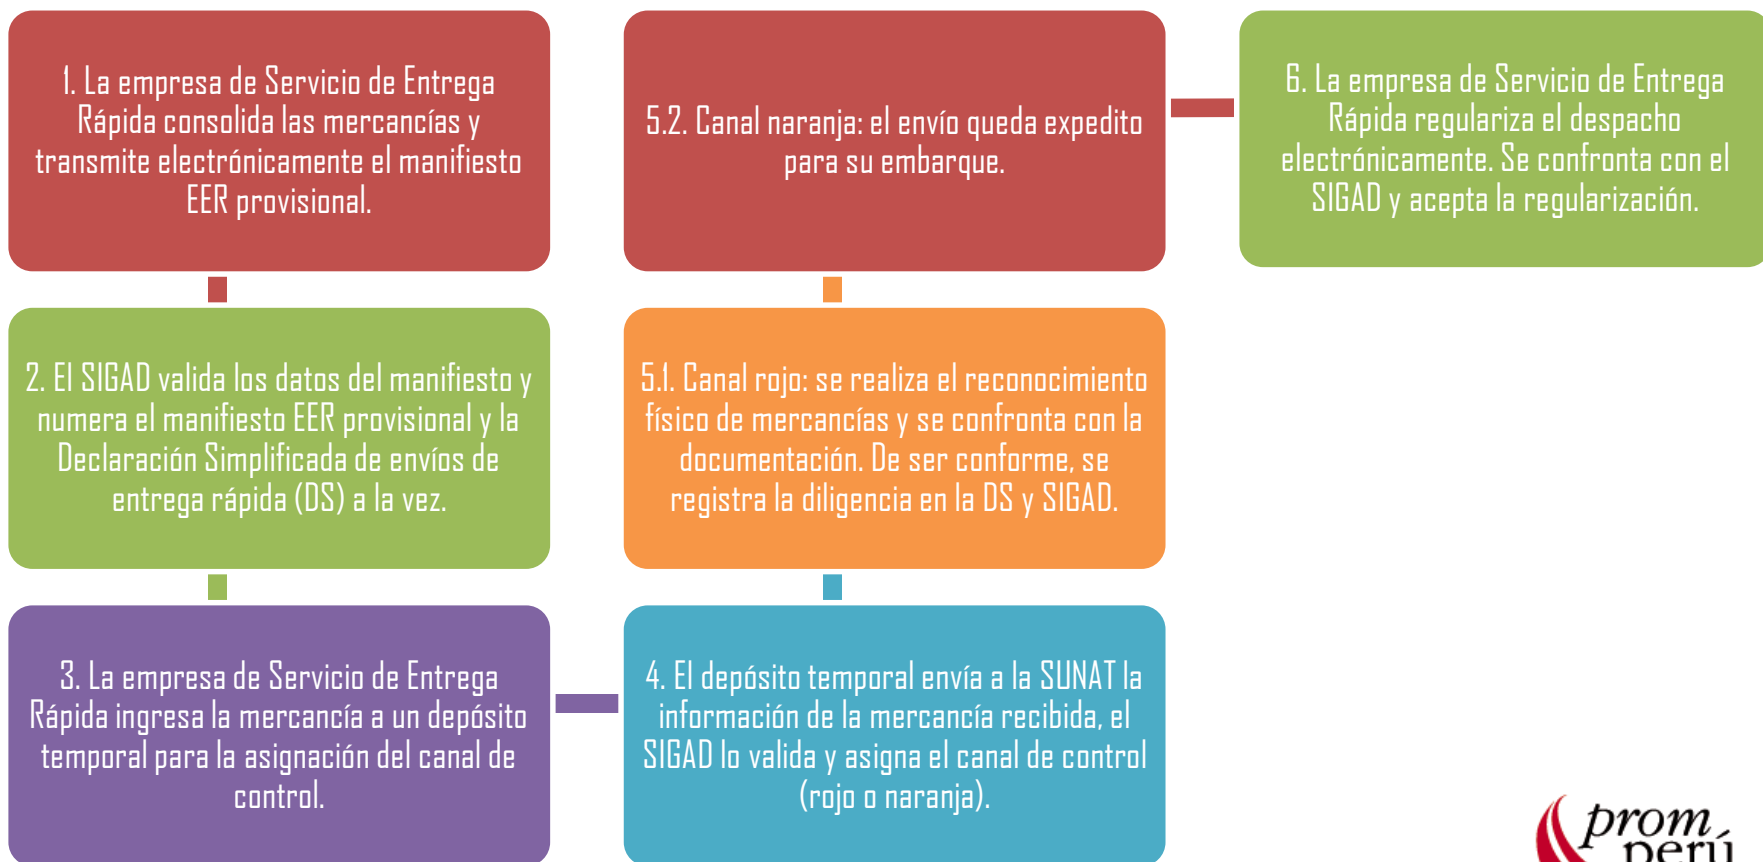 1. La empresa de Servicio de Entrega
Rápida consolida las mercancías y
transmite electrónicamente el manifiesto
EER provisional.
2. El SIGAD valida los datos del manifiesto y
numera el manifiesto EER provisional y la
Declaración Simplificada de envíos de
entrega rápida (DS) a la vez.
3. La empresa de Servicio de Entrega
Rápida ingresa la mercancía a un depósito
temporal para la asignación del canal de
control.
4. El depósito temporal envía a la SUNAT la
información de la mercancía recibida, el
SIGAD lo valida y asigna el canal de control
(rojo o naranja).
5.1. Canal rojo: se realiza el reconocimiento
físico de mercancías y se confronta con la
documentación. De ser conforme, se
registra la diligencia en la DS y SIGAD.
5.2. Canal naranja: el envío queda expedito
para su embarque.
6. La empresa de Servicio de Entrega
Rápida regulariza el despacho
electrónicamente. Se confronta con el
SIGAD y acepta la regularización.
prom
perú